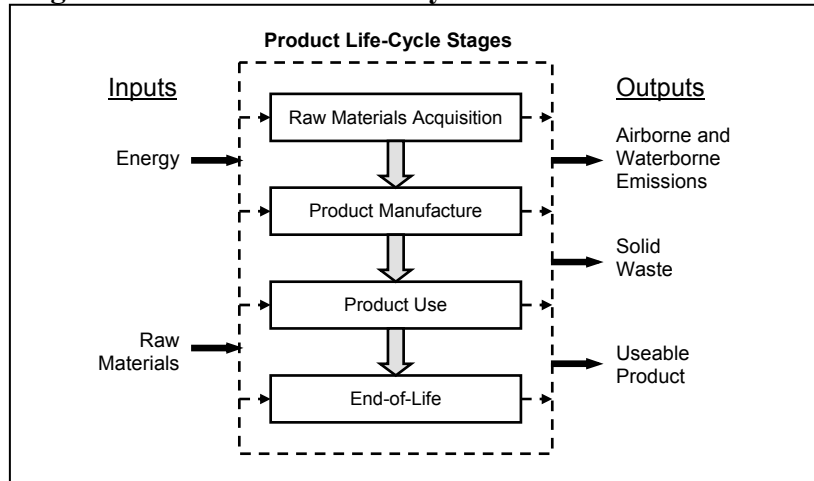 Product Life-Cycle Stages
Inputs
Outputs
Raw Materials Acquisition
Energy
Airborne and
Waterborne
Emissions
Product Manufacture
Solid
Waste
Product Use
Raw
Materials
Useable
Product
End-of-Life